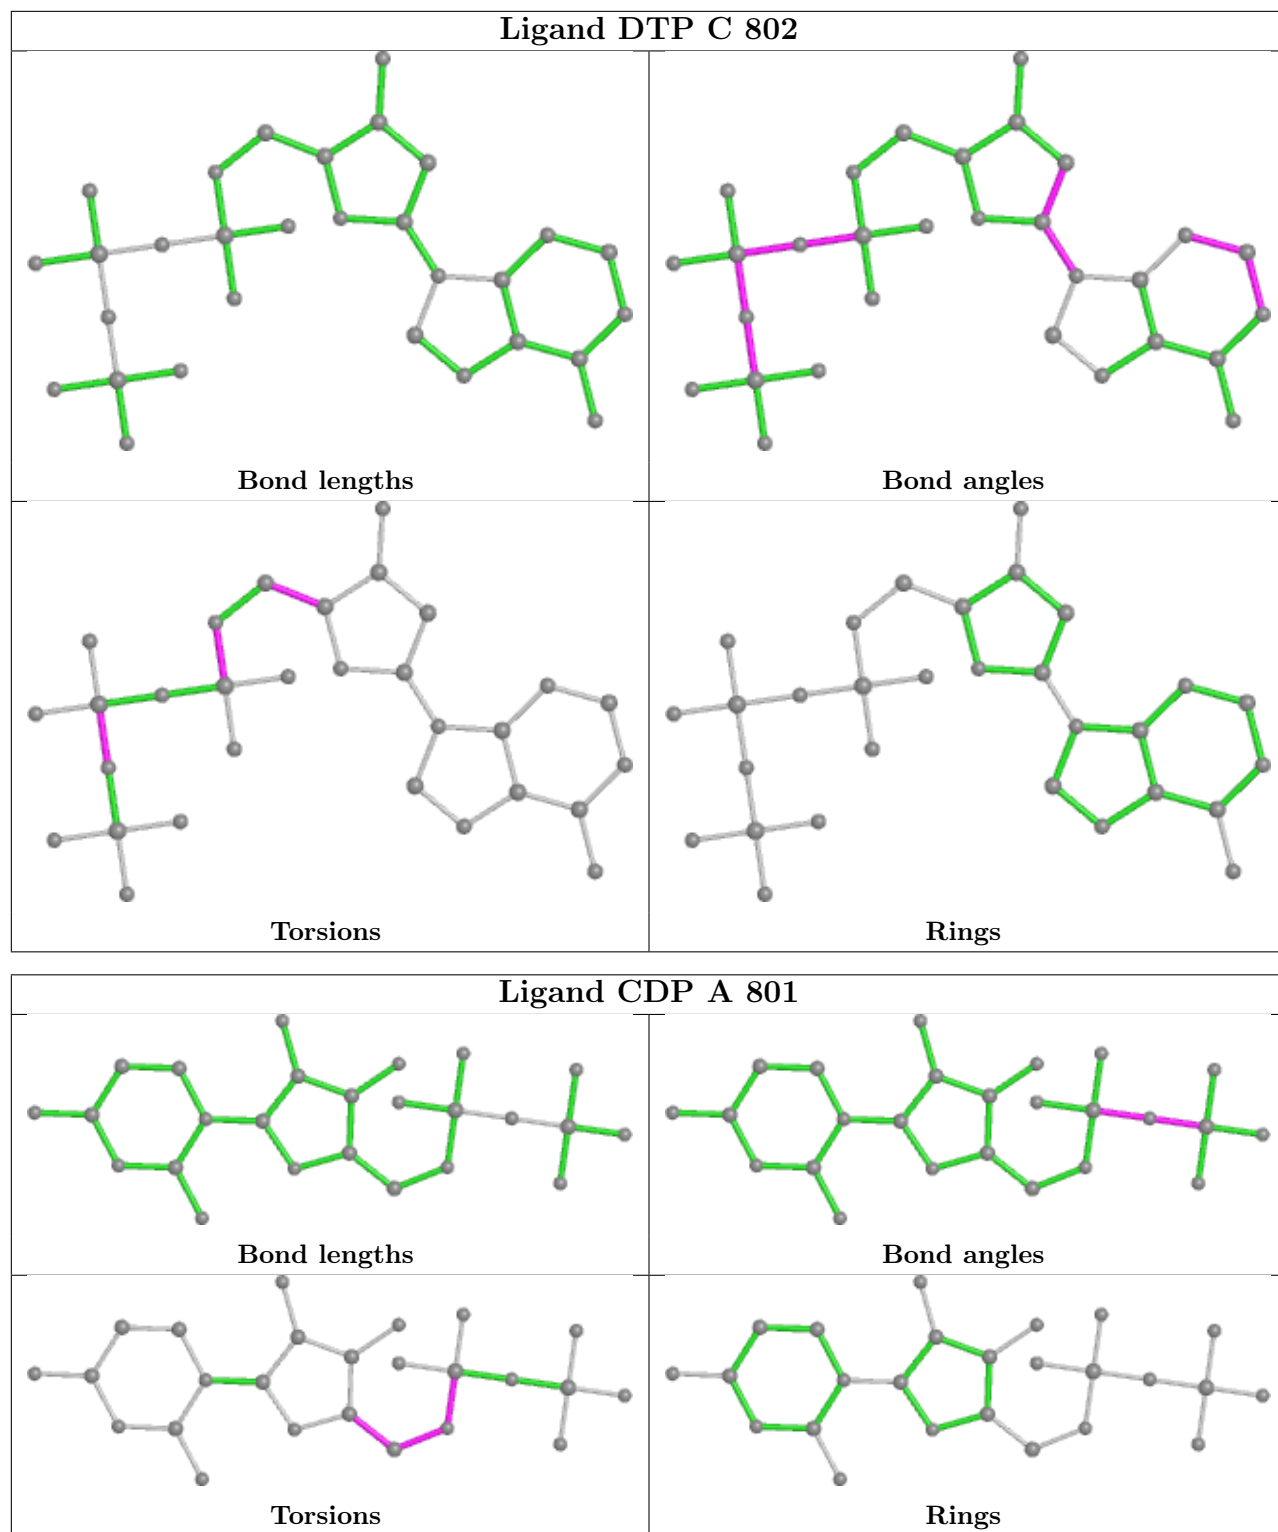 Ligand DTP C 802
Bond lengths
Bond angles
Torsions
Rings
Ligand CDP A 801
Bond lengths
Bond angles
Torsions
Rings